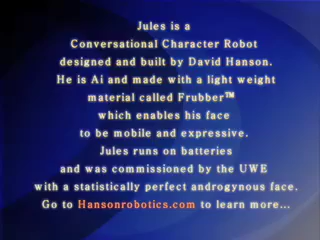 Jules is a
Conversational Character Robot
designed and built by David Hanson.
He is Ai and made with a light weight
material called Frubber™
which enables his face
to be mobile and expressive.
Jules runs on batteries
and was commissioned by the UWE
with a statistically perfect androgynous face.
Go to Hansonrobotics.com to learn more...